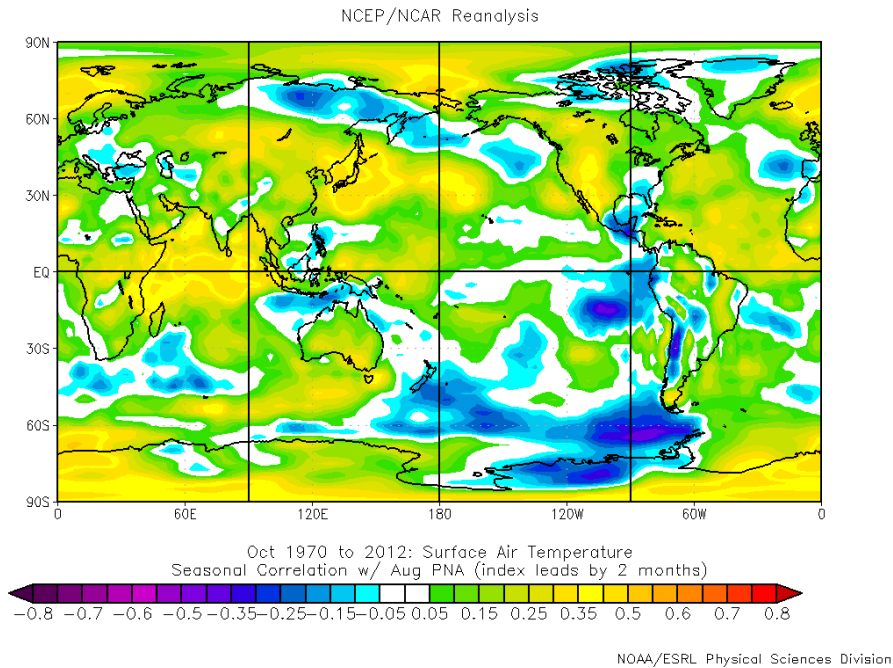 NCEP/NCAR Reanalysis
90N
60N
30N
EQ
30S
60S
90S
0 60E 120E 180 120W 60W 0
Oct 1970 to 2012: Surface Air Temperature
Seasonal Correlation w/ Aug PNA (index leads by 2 months)
-0.8 -0.7 -0.6 -0.5 -0.35 -0.25 -0.15 -0.05 0.05 0.15 0.25 0.35 0.5 0.6 0.7 0.8
NOAA/ESRL Physical Sciences Division